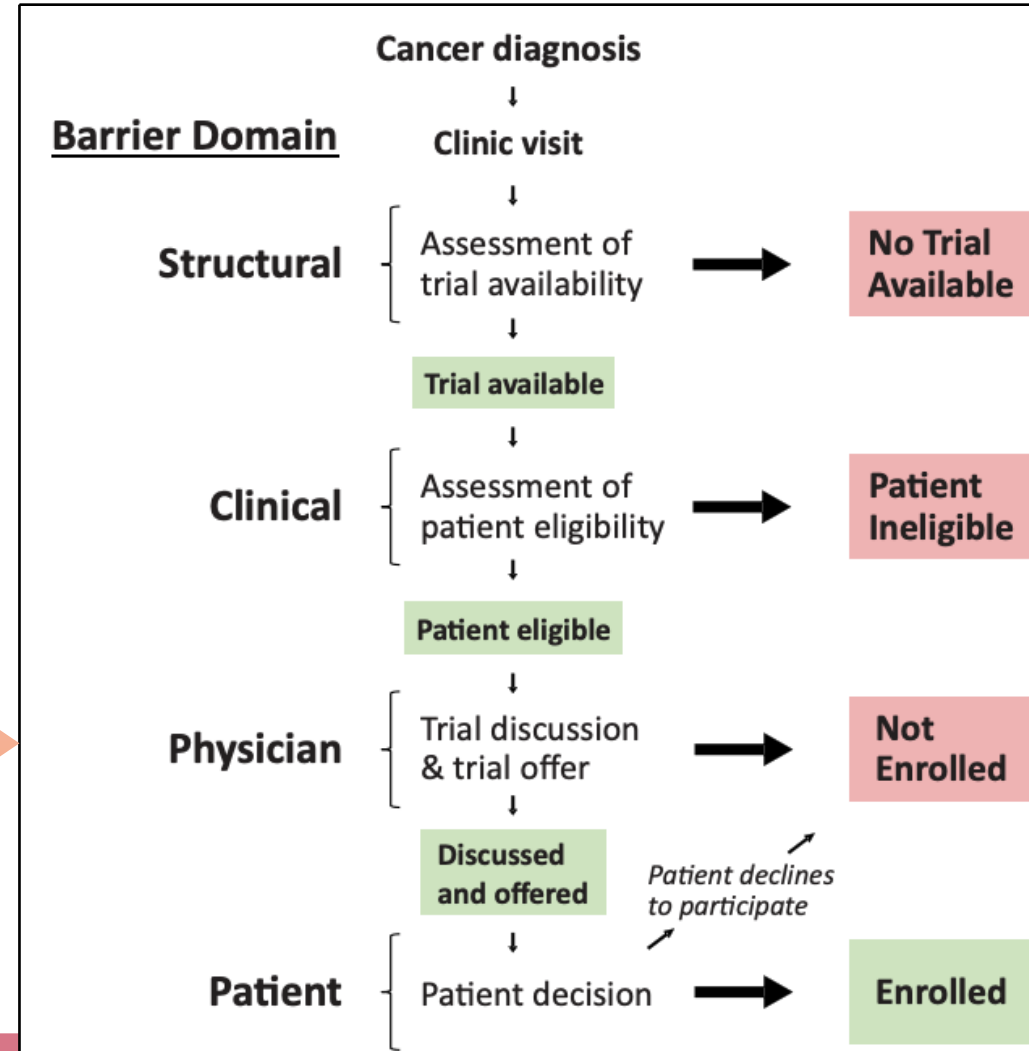 Cancer diagnosis
Barrier Domain
Clinic visit
Structural
Assessment of
trial availability
No Trial
Available
Trial available
Clinical
Assessment of
patient eligibility
Patient
Ineligible
Patient eligible
Physician
Trial discussion
& trial offer
Not
Enrolled
Discussed
and offered
Patient declines
to participate
Patient
Patient decision
Enrolled